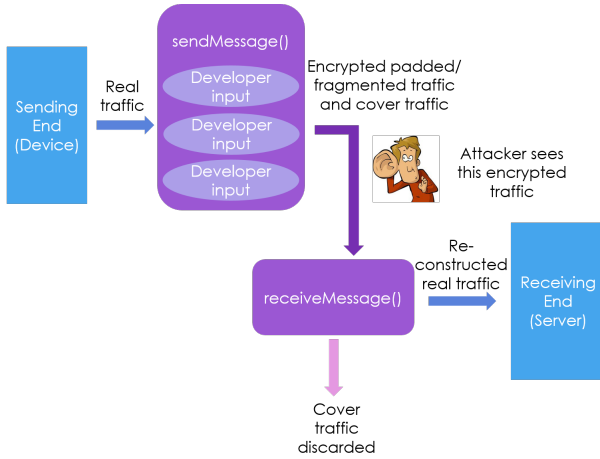 sendMessage()
Developer
input
Developer
input
Developer
input
Sending
End
(Device)
Real
traffic
Encrypted padded/
fragmented traffic
and cover traffic
Attacker sees
this encrypted
traffic
receiveMessage()
Re-
constructed
real traffic
Receiving
End
(Server)
Cover
traffic
discarded